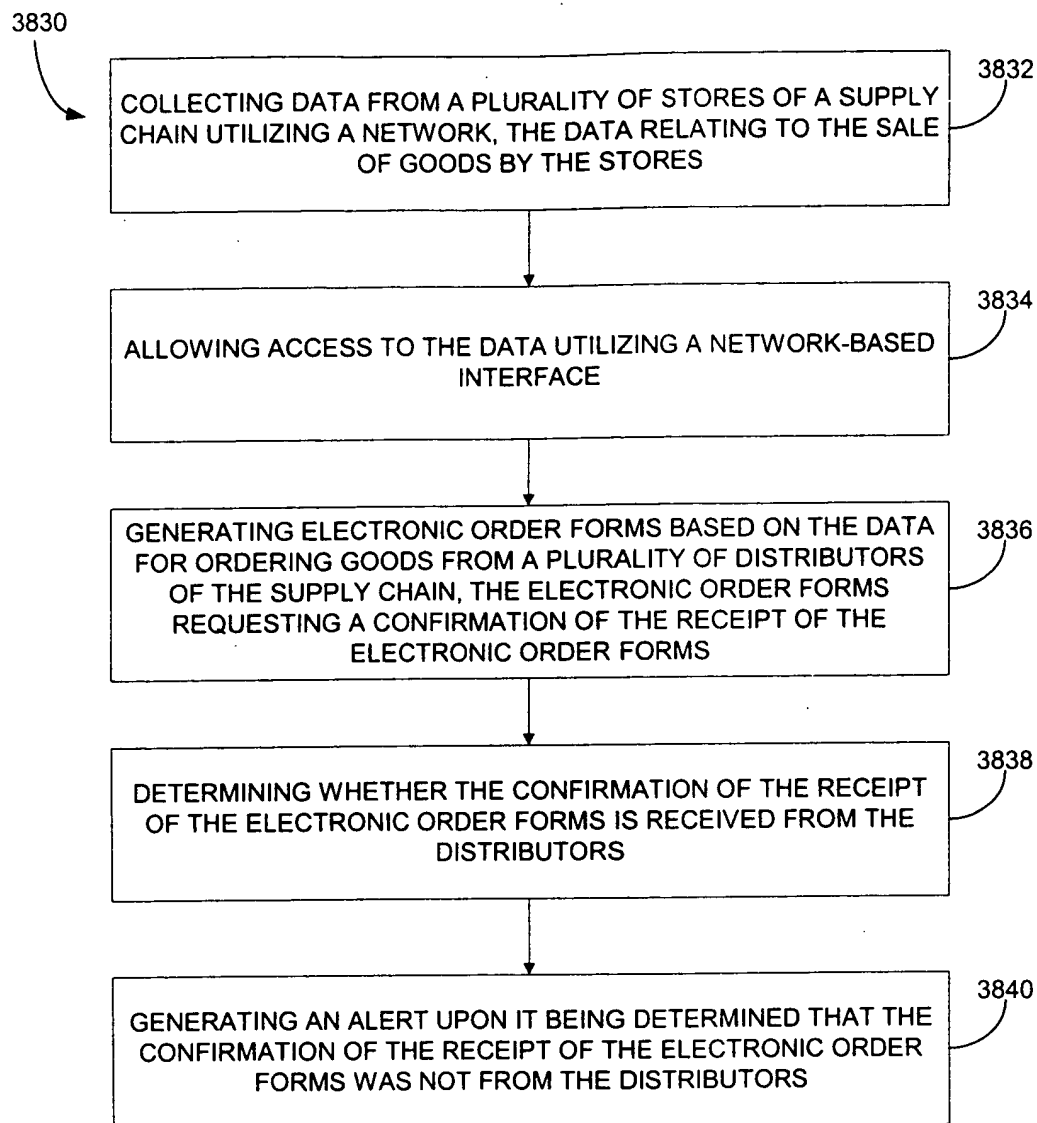 3830
3832
COLLECTING DATA FROM A PLURALITY OF STORES OF A SUPPLY
CHAIN UTILIZING A NETWORK, THE DATA RELATING TO THE SALE
OF GOODS BY THE STORES
3834
ALLOWING ACCESS TO THE DATA UTILIZING A NETWORK-BASED
INTERFACE
3836
GENERATING ELECTRONIC ORDER FORMS BASED ON THE DATA
FOR ORDERING GOODS FROM A PLURALITY OF DISTRIBUTORS
OF THE SUPPLY CHAIN, THE ELECTRONIC ORDER FORMS
REQUESTING A CONFIRMATION OF THE RECEIPT OF THE
ELECTRONIC ORDER FORMS
3838
DETERMINING WHETHER THE CONFIRMATION OF THE RECEIPT
OF THE ELECTRONIC ORDER FORMS IS RECEIVED FROM THE
DISTRIBUTORS
3840
GENERATING AN ALERT UPON IT BEING DETERMINED THAT THE
CONFIRMATION OF THE RECEIPT OF THE ELECTRONIC ORDER
FORMS WAS NOT FROM THE DISTRIBUTORS